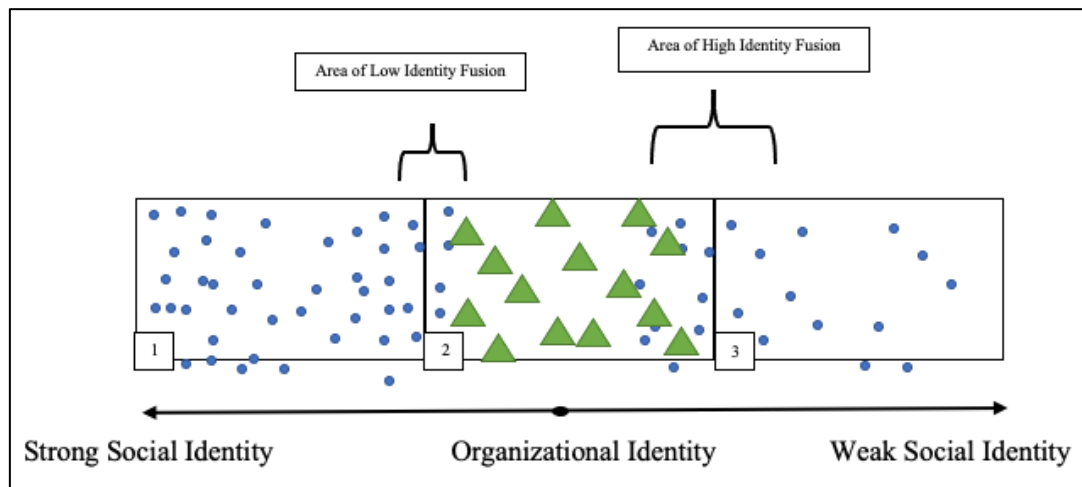 Area of High Identity Fusion
Area of Low Identity Fusion
1
2
3
Strong Social Identity
Organizational Identity
Weak Social Identity